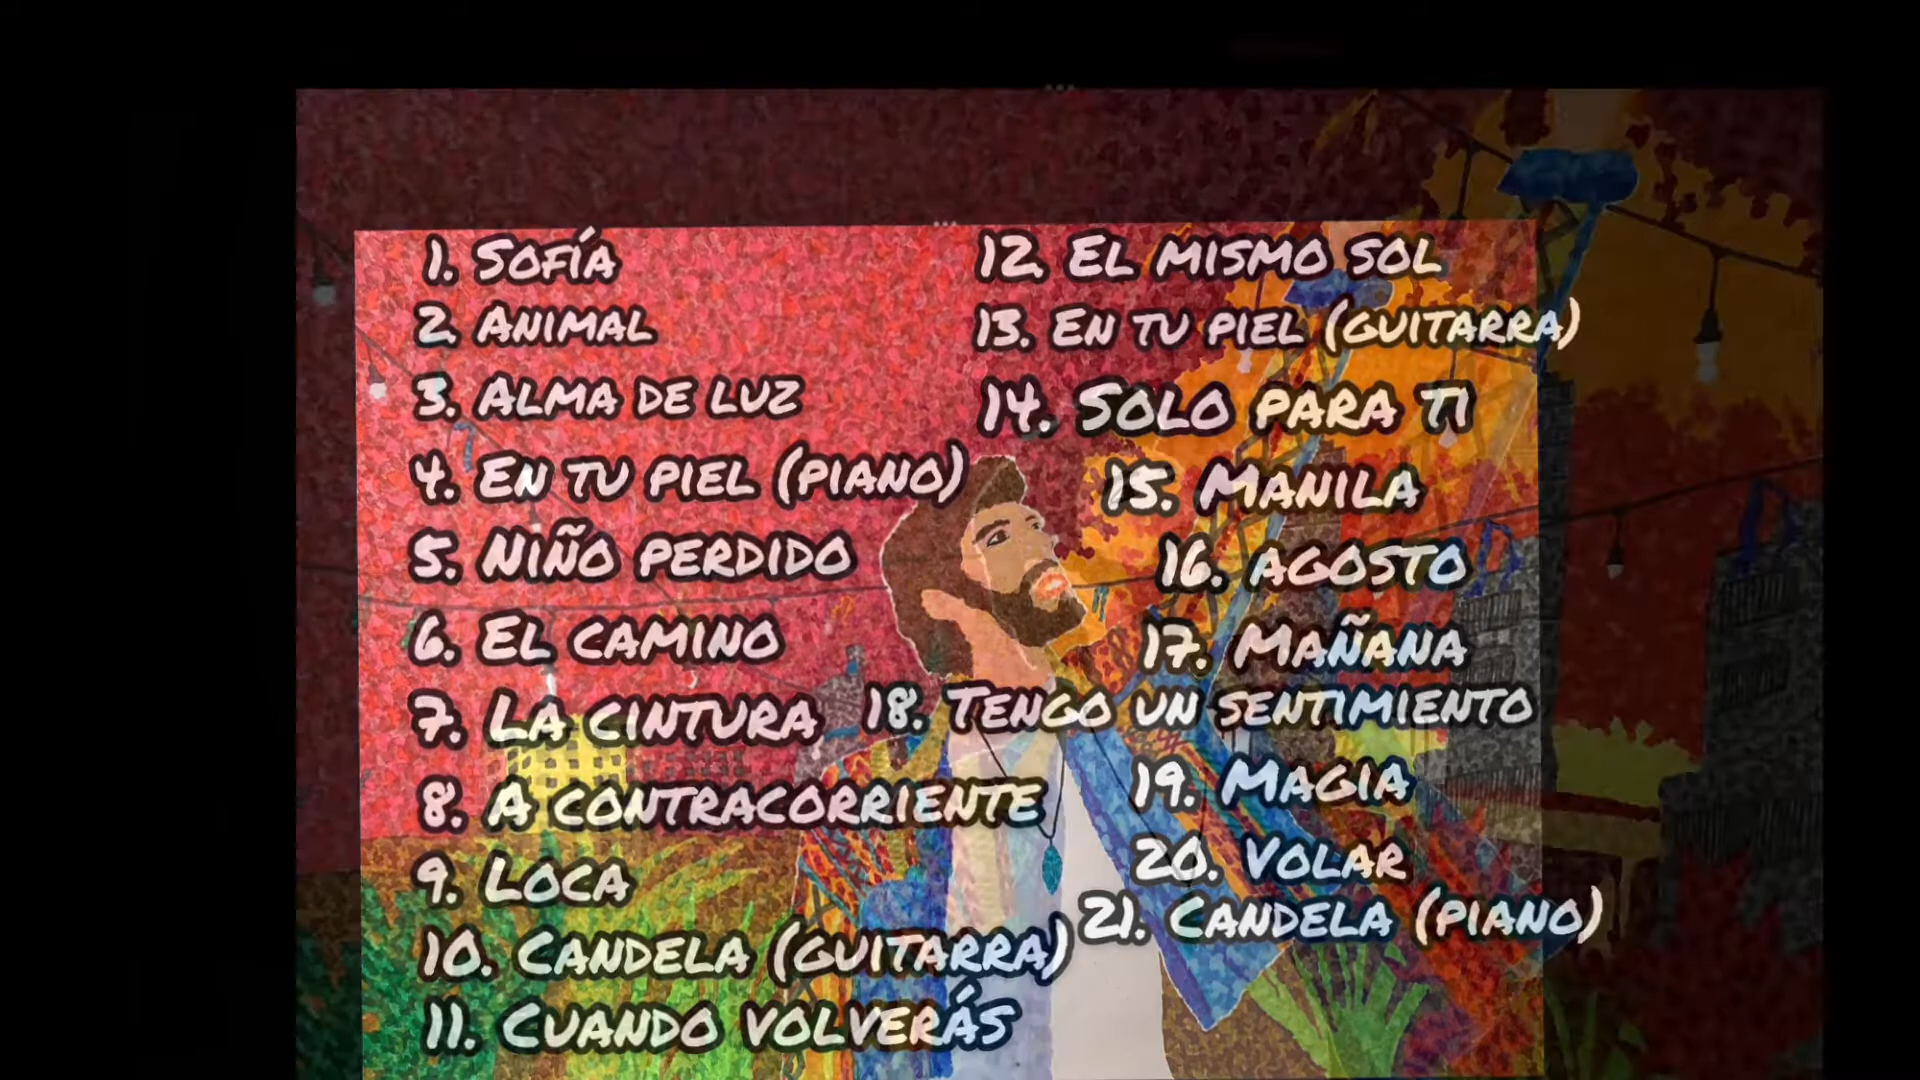 1. Sofía
2. Animal
3. Alma de luz
4. En tu piel (piano)
5. Niño perdido
6. El camino
7. La cintura
8. A contracorriente
9. Loca
10. Candela (guitarra)
11. Cuando volverás
12. El mismo sol
13. En tu piel (guitarra)
14. Solo para ti
15. Manila
16. agosto
17. Mañana
18. Tengo un sentimiento
19. Magia
20. Volar
21. Candela (piano)